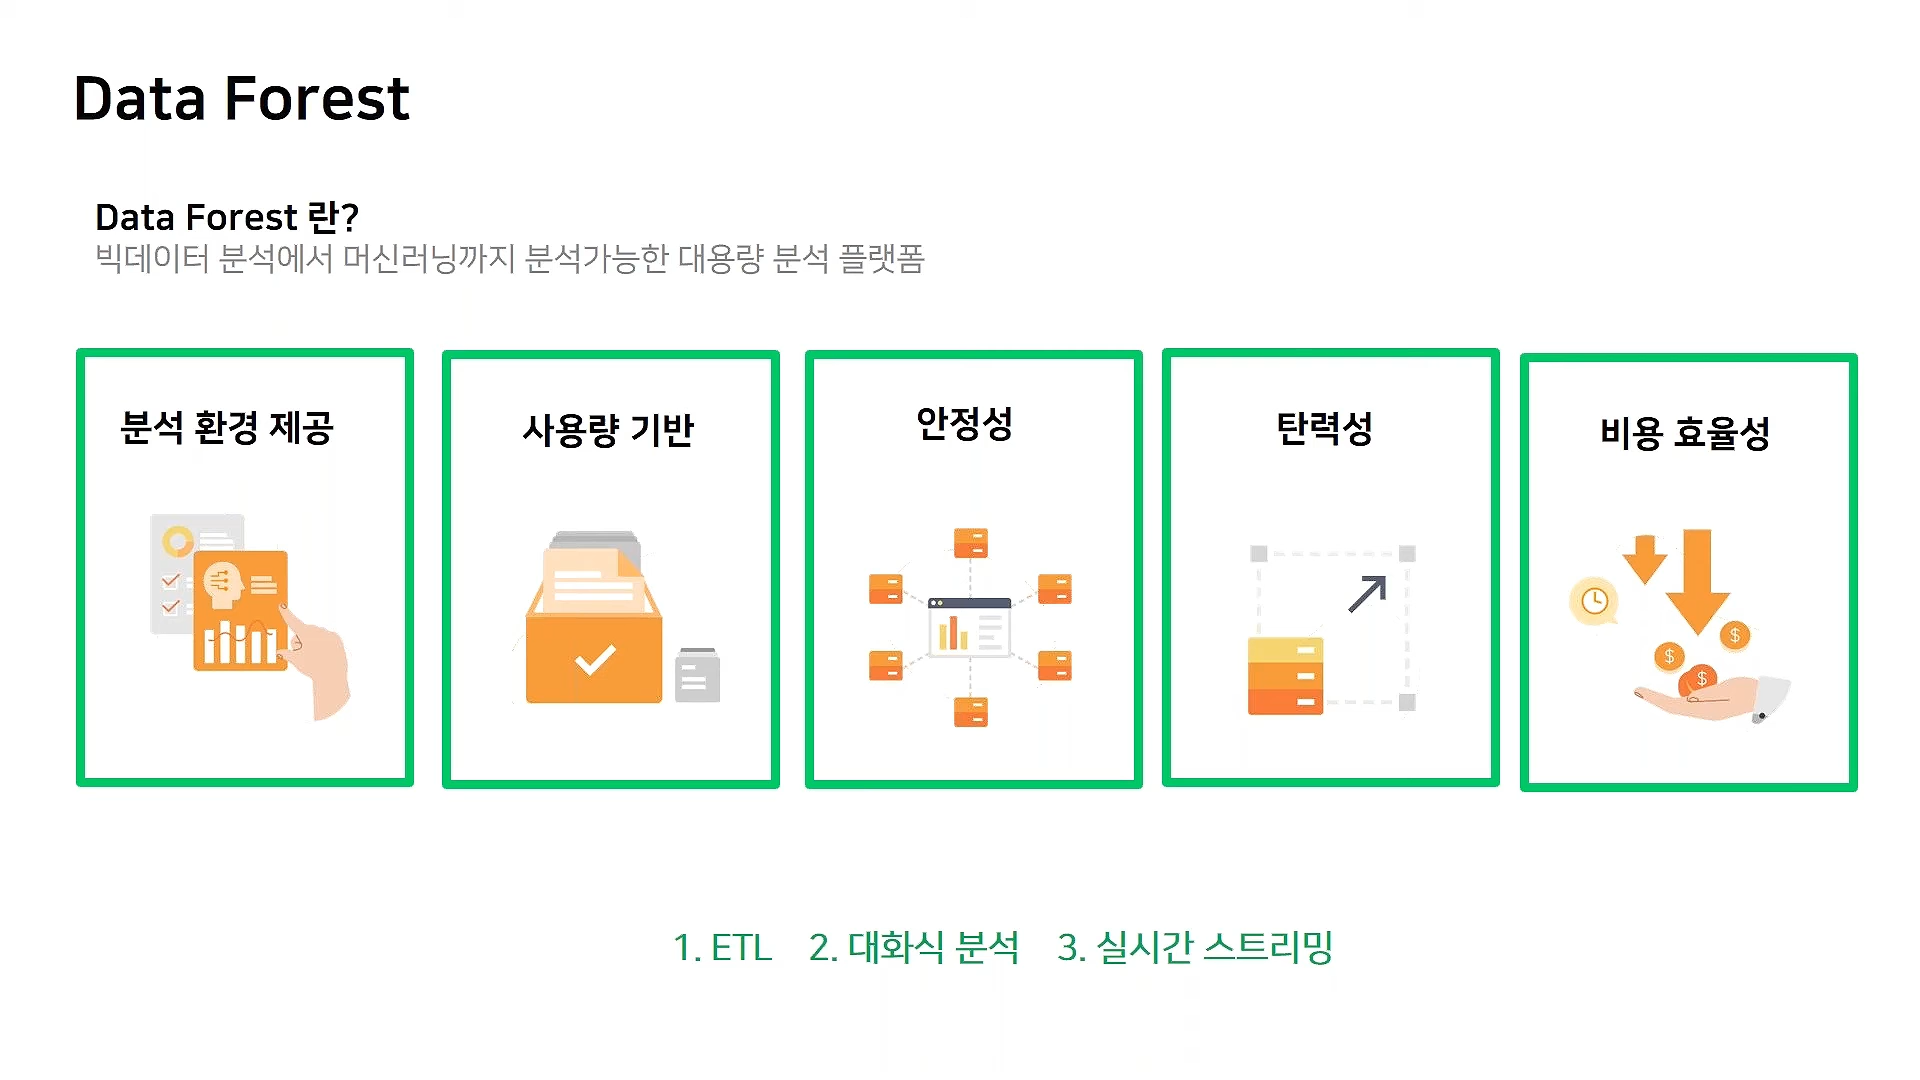 Data Forest
Data Forest 란?
빅데이터 분석에서 머신러닝까지 분석가능한 대용량 분석 플랫폼
분석 환경 제공
사용량 기반
안정성
탄력성
비용 효율성
1. ETL 2. 대화식 분석 3. 실시간 스트리밍